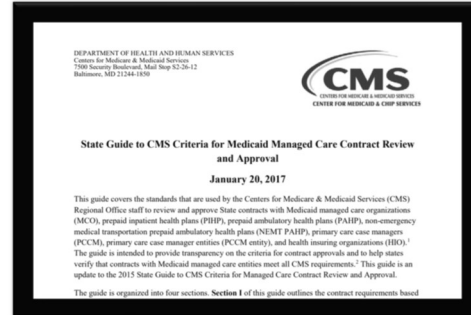 DEPARTMENT OF HEALTH AND HUMAN SERVICES
Centers for Medicare & Medicaid Services
7500 Security Boulevard, Mail Stop S2-26-12
Baltimore, MD 21244-1850
CMS
CENTERS FOR MEDICARE & MEDICAID SERVICES
CENTER FOR MEDICAID & CHIP SERVICES
State Guide to CMS Criteria for Medicaid Managed Care Contract Review
and Approval
January 20, 2017
This guide covers the standards that are used by the Centers for Medicare & Medicaid Services (CMS)
Regional Office staff to review and approve State contracts with Medicaid managed care organizations
(MCO), prepaid inpatient health plans (PIHP), prepaid ambulatory health plans (PAHP), non-emergency
medical transportation prepaid ambulatory health plans (NEMT PAHP), primary care case managers
(PCCM), primary care case manager entities (PCCM entity), and health insuring organizations (HIO).1
The guide is intended to provide transparency on the criteria for contract approvals and to help states
verify that contracts with Medicaid managed care entities meet all CMS requirements.2 This guide is an
update to the 2015 State Guide to CMS Criteria for Managed Care Contract Review and Approval.
The guide is organized into four sections. Section I of this guide outlines the contract requirements based